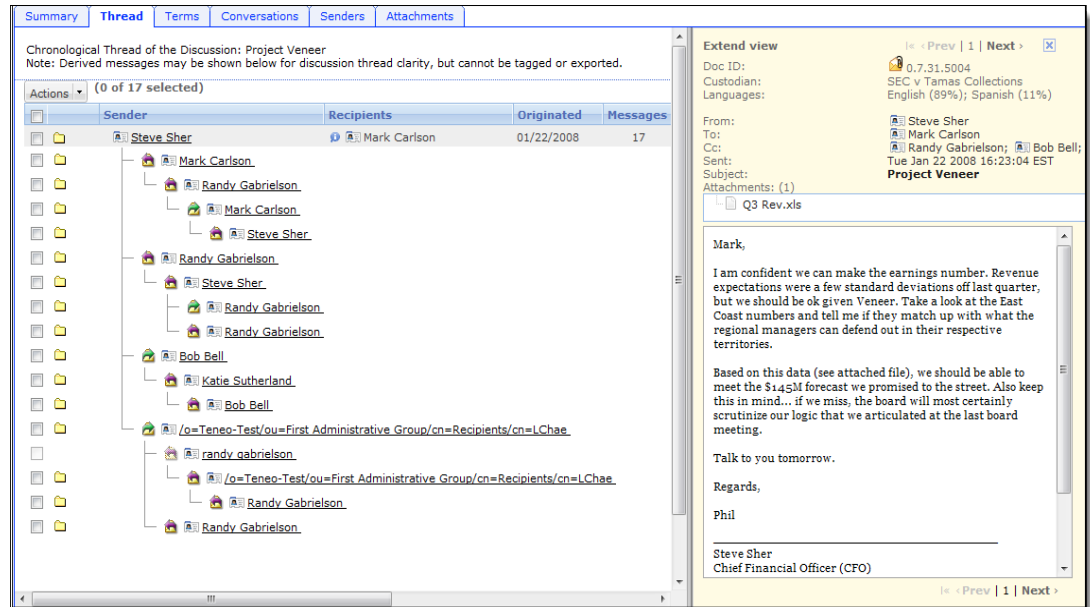 Summary Thread Terms Conversations Senders Attachments
Chronological Thread of the Discussion: Project Veneer
Note: Derived messages may be shown below for discussion thread clarity, but cannot be tagged or exported.
Actions (0 of 17 selected)
Sender Recipients Originated Messages
Steve Sher Mark Carlson 01/22/2008 17
Mark Carlson
Randy Gabrielson
Mark Carlson
Steve Sher
Randy Gabrielson
Steve Sher
Randy Gabrielson
Randy Gabrielson
Bob Bell
Katie Sutherland
Bob Bell
/o=Teneo-Test/ou=First Administrative Group/cn=Recipients/cn=LChae
randy gabrielson
/o=Teneo-Test/ou=First Administrative Group/cn=Recipients/cn=LChae
Randy Gabrielson
Randy Gabrielson
Extend view |« ‹Prev | 1 | Next › X
Doc ID: 0.7.31.5004
Custodian: SEC v Tamas Collections
Languages: English (89%); Spanish (11%)
From: Steve Sher
To: Mark Carlson
Cc: Randy Gabrielson; Bob Bell;
Sent: Tue Jan 22 2008 16:23:04 EST
Subject: Project Veneer
Attachments: (1)
Q3 Rev.xls
Mark,
I am confident we can make the earnings number. Revenue
expectations were a few standard deviations off last quarter,
but we should be ok given Veneer. Take a look at the East
Coast numbers and tell me if they match up with what the
regional managers can defend out in their respective
territories.
Based on this data (see attached file), we should be able to
meet the $145M forecast we promised to the street. Also keep
this in mind... if we miss, the board will most certainly
scrutinize our logic that we articulated at the last board
meeting.
Talk to you tomorrow.
Regards,
Phil
Steve Sher
Chief Financial Officer (CFO)
|« ‹Prev | 1 | Next ›